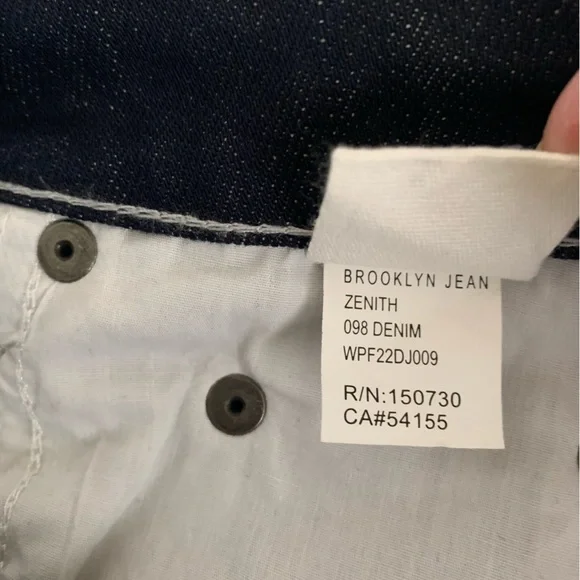 BROOKLYN JEAN
ZENITH
098 DENIM
WPF22DJ009
R/N:150730
CA#54155